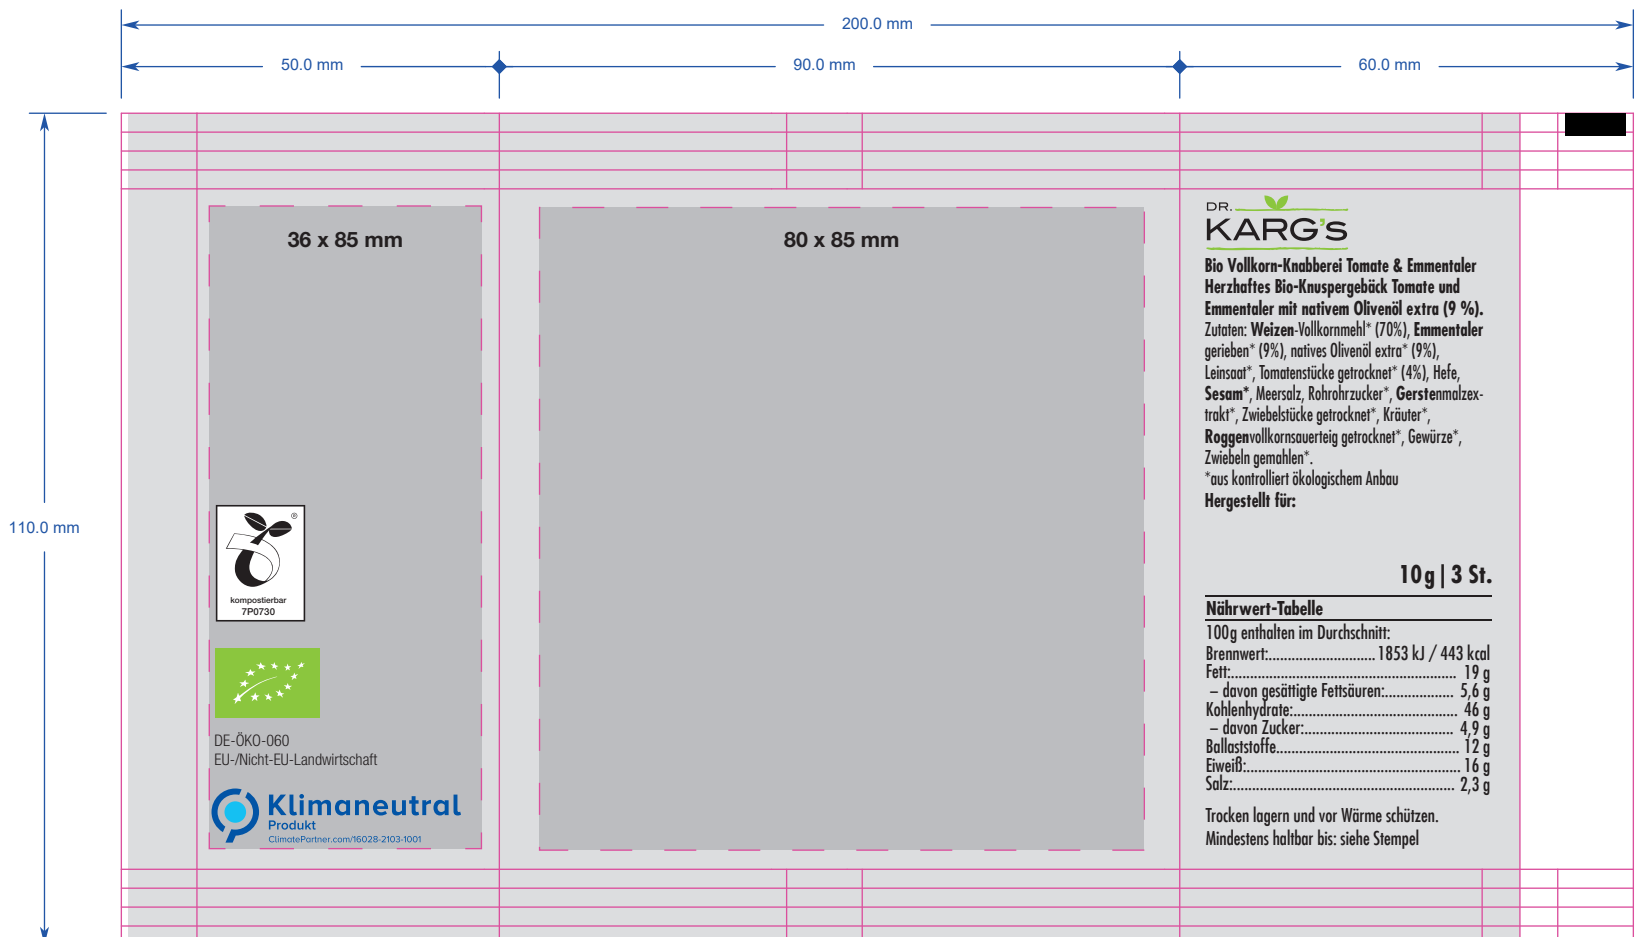 200.0 mm
50.0 mm
90.0 mm
60.0 mm
110.0 mm
36 x 85 mm
®
kompostierbar
7P0730
DE-ÖKO-060
EU-/Nicht-EU-Landwirtschaft
Klimaneutral
Produkt
ClimatePartner.com/16028-2103-1001
80 x 85 mm
DR.
KARG's
Bio Vollkorn-Knabberei Tomate & Emmentaler
Herzhaftes Bio-Knuspergebäck Tomate und
Emmentaler mit nativem Olivenöl extra (9 %).
Zutaten: Weizen-Vollkornmehl* (70%), Emmentaler
gerieben* (9%), natives Olivenöl extra* (9%),
Leinsaat*, Tomatenstücke getrocknet* (4%), Hefe,
Sesam*, Meersalz, Rohrohrzucker*, Gerstenmalzex-
trakt*, Zwiebelstücke getrocknet*, Kräuter*,
Roggenvollkornsauerteig getrocknet*, Gewürze*,
Zwiebeln gemahlen*.
*aus kontrolliert ökologischem Anbau
Hergestellt für:
10g | 3 St.
Nährwert-Tabelle
100g enthalten im Durchschnitt:
Brennwert:............................1853 kJ / 443 kcal
Fett:.......................................................... 19 g
– davon gesättigte Fettsäuren:.................. 5,6 g
Kohlenhydrate:.......................................... 46 g
– davon Zucker:....................................... 4,9 g
Ballaststoffe............................................... 12 g
Eiweiß:....................................................... 16 g
Salz:.......................................................... 2,3 g
Trocken lagern und vor Wärme schützen.
Mindestens haltbar bis: siehe Stempel